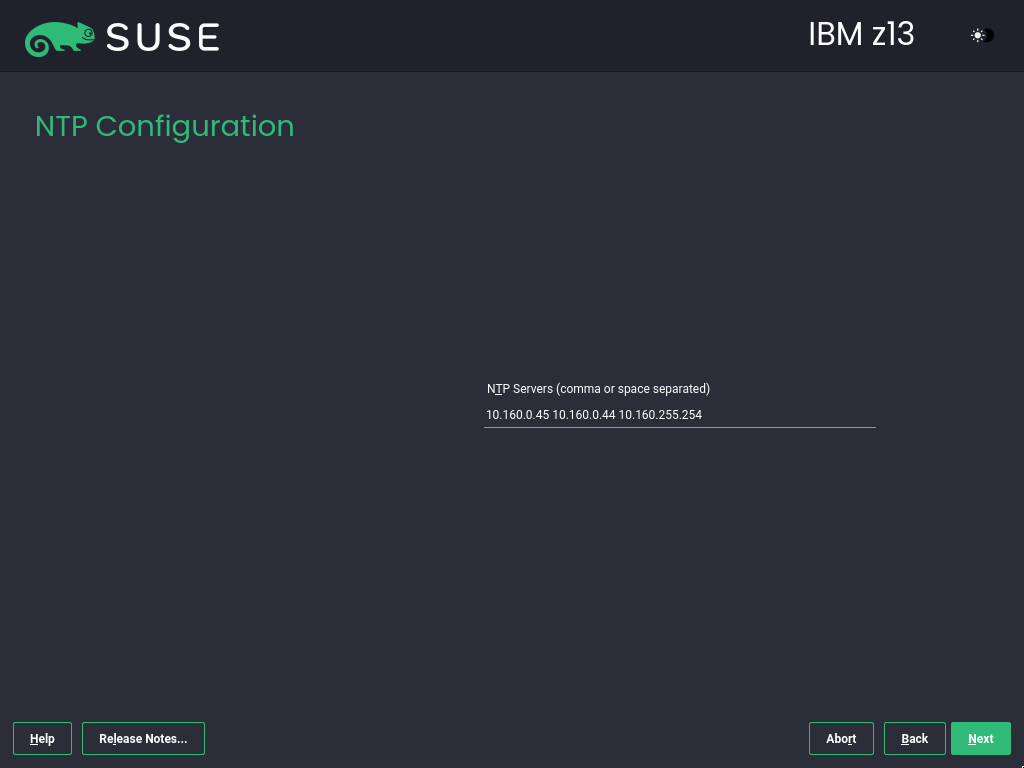 SUSE
IBM z13
NTP Configuration
NTP Servers (comma or space separated)
10.160.0.45 10.160.0.44 10.160.255.254
Help
Release Notes...
Abort
Back
Next